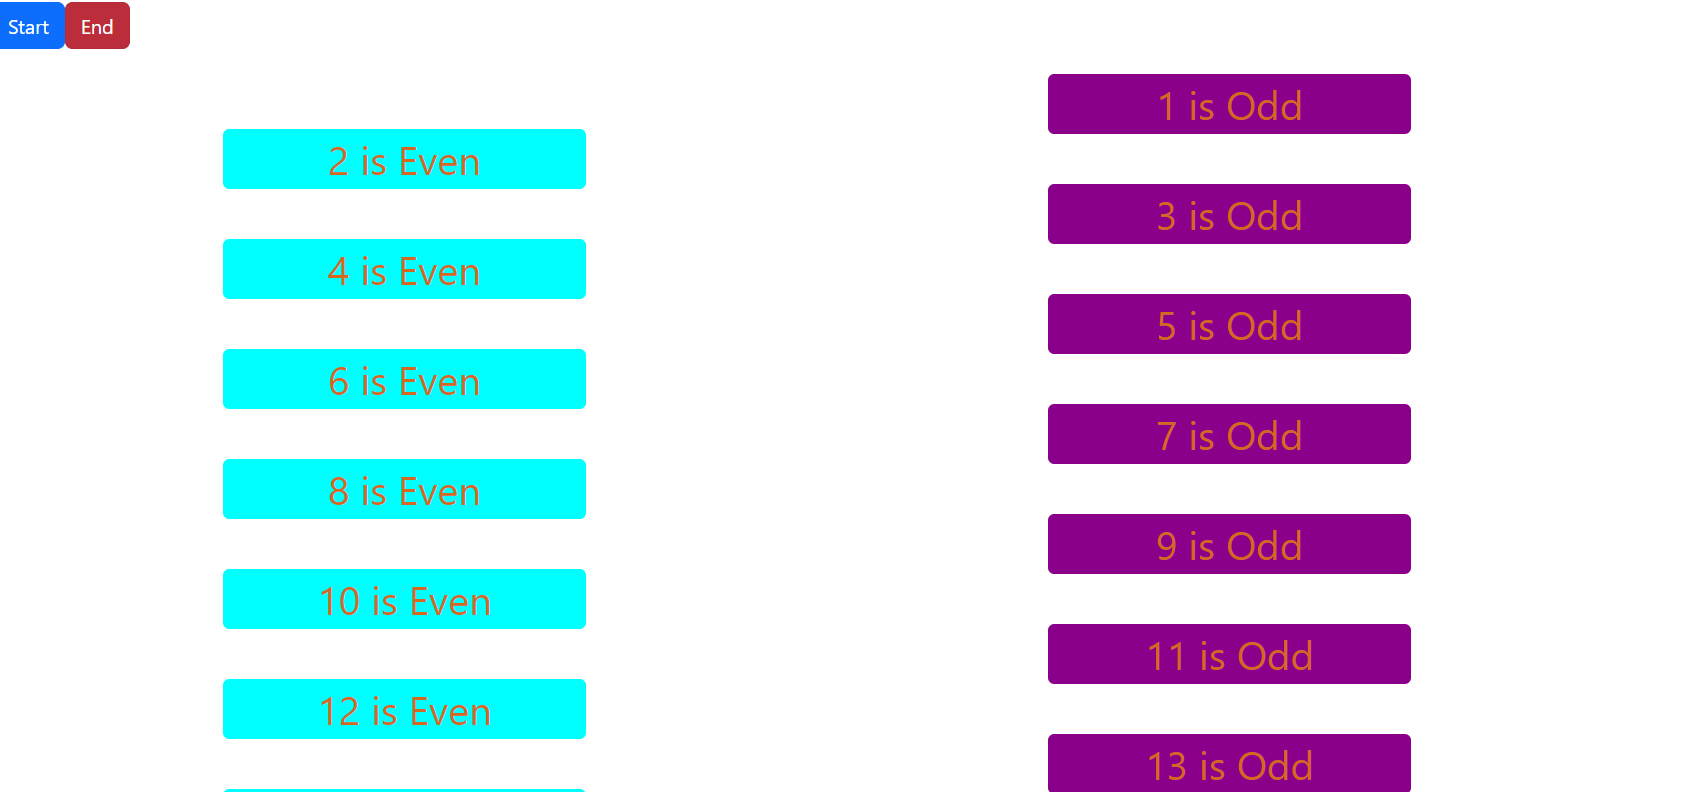 Start End
1 is Odd
2 is Even
3 is Odd
4 is Even
5 is Odd
6 is Even
7 is Odd
8 is Even
9 is Odd
10 is Even
11 is Odd
12 is Even
13 is Odd